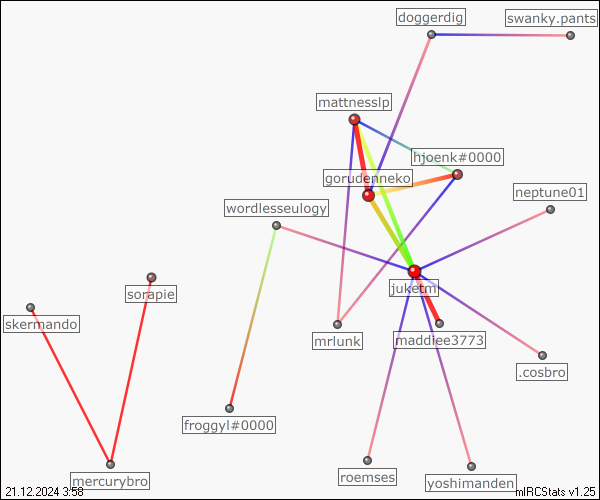 doggerdig
swanky.pants
mattnesslp
hjoenk#0000
gorudenneko
neptune01
wordlesseulogy
juketm
sorapie
skermando
mrlunk
maddiee3773
.cosbro
froggyl#0000
roemses
yoshimanden
mercurybro
21.12.2024 3:58
mIRCStats v1.25